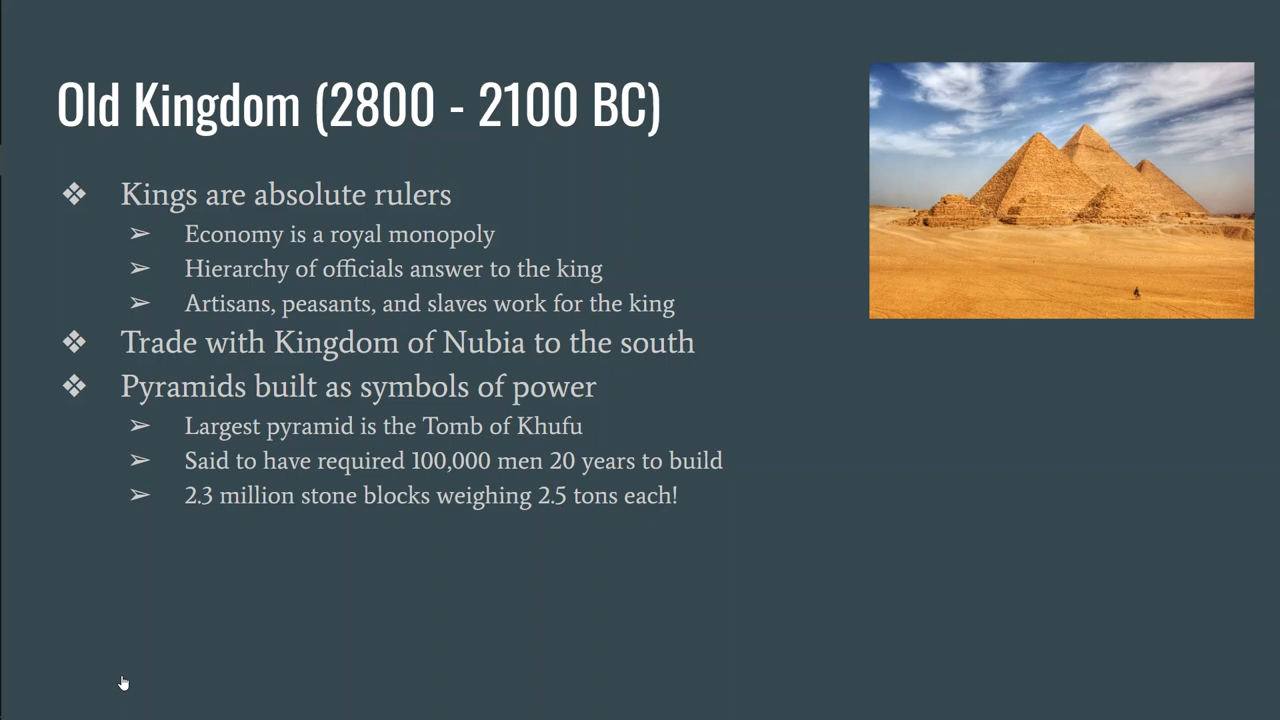 Old Kingdom (2800 - 2100 BC)
❖ Kings are absolute rulers
➢ Economy is a royal monopoly
➢ Hierarchy of officials answer to the king
➢ Artisans, peasants, and slaves work for the king
❖ Trade with Kingdom of Nubia to the south
❖ Pyramids built as symbols of power
➢ Largest pyramid is the Tomb of Khufu
➢ Said to have required 100,000 men 20 years to build
➢ 2.3 million stone blocks weighing 2.5 tons each!